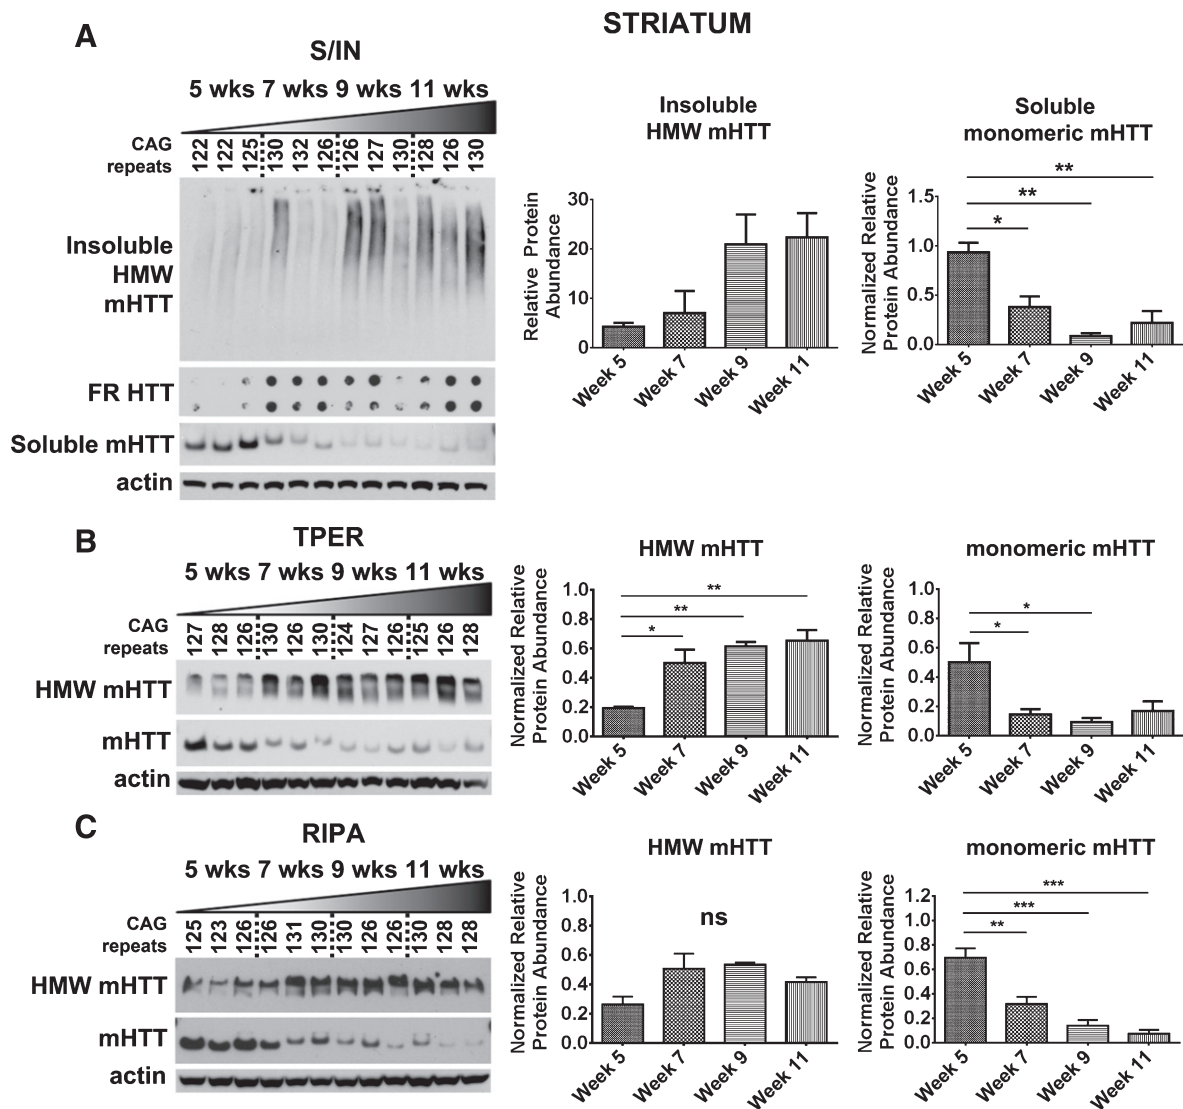 STRIATUM
A
S/IN
5 wks 7 wks 9 wks 11 wks
CAG repeats
122 122 125 130 132 126 126 127 130 128 126 130
Insoluble
HMW
mHTT
FR HTT
Soluble mHTT
actin
Insoluble
HMW mHTT
Relative Protein
Abundance
30
20
10
0
Week 5 Week 7 Week 9 Week 11
Soluble
monomeric mHTT
Normalized Relative
Protein Abundance
1.5
1.0
0.5
0.0
**
**
*
Week 5 Week 7 Week 9 Week 11
B
TPER
5 wks 7 wks 9 wks 11 wks
CAG
repeats
127 128 126 130 126 130 124 127 126 125 126 128
HMW mHTT
mHTT
actin
HMW mHTT
Normalized Relative
Protein Abundance
1.0
0.8
0.6
0.4
0.2
0.0
**
**
*
Week 5 Week 7 Week 9 Week 11
monomeric mHTT
Normalized Relative
Protein Abundance
1.0
0.8
0.6
0.4
0.2
0.0
*
*
Week 5 Week 7 Week 9 Week 11
C
RIPA
5 wks 7 wks 9 wks 11 wks
CAG
repeats
125 123 126 126 131 130 130 126 126 130 128 128
HMW mHTT
mHTT
actin
HMW mHTT
Normalized Relative
Protein Abundance
1.0
0.8
0.6
0.4
0.2
0.0
ns
Week 5 Week 7 Week 9 Week 11
monomeric mHTT
Normalized Relative
Protein Abundance
1.2
1.0
0.8
0.6
0.4
0.2
0.0
***
***
**
Week 5 Week 7 Week 9 Week 11